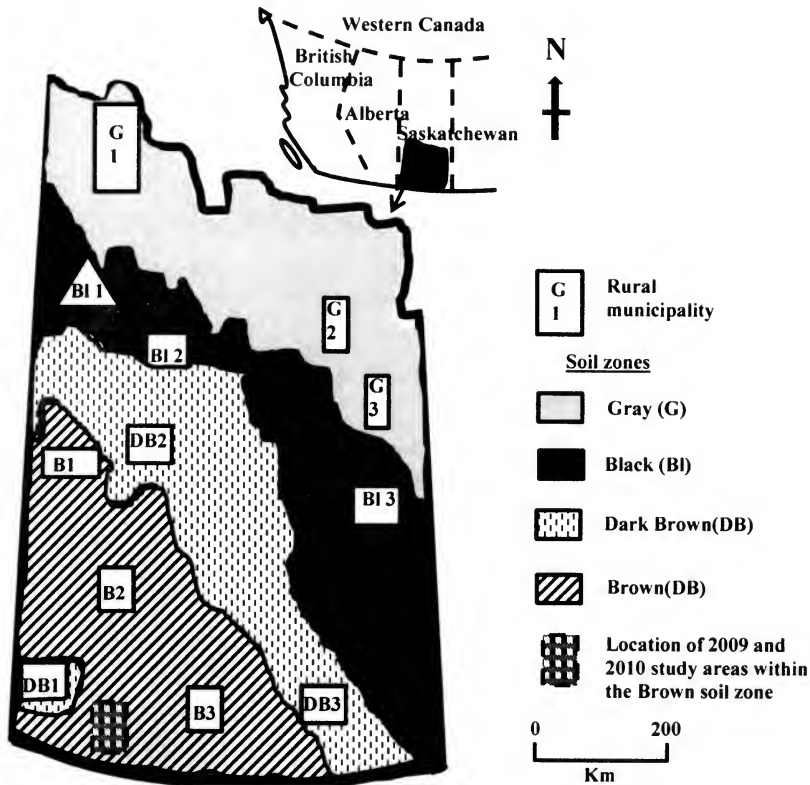 Western Canada
British
Columbia
Alberta
Saskatchewan
N
G
1
Bl 1
Bl 2
G
2
G
3
DB2
B1
Bl 3
B2
DB1
B3
DB3
G
1
Rural
municipality
Soil zones
Gray (G)
Black (Bl)
Dark Brown(DB)
Brown(DB)
Location of 2009 and
2010 study areas within
the Brown soil zone
0
200
Km